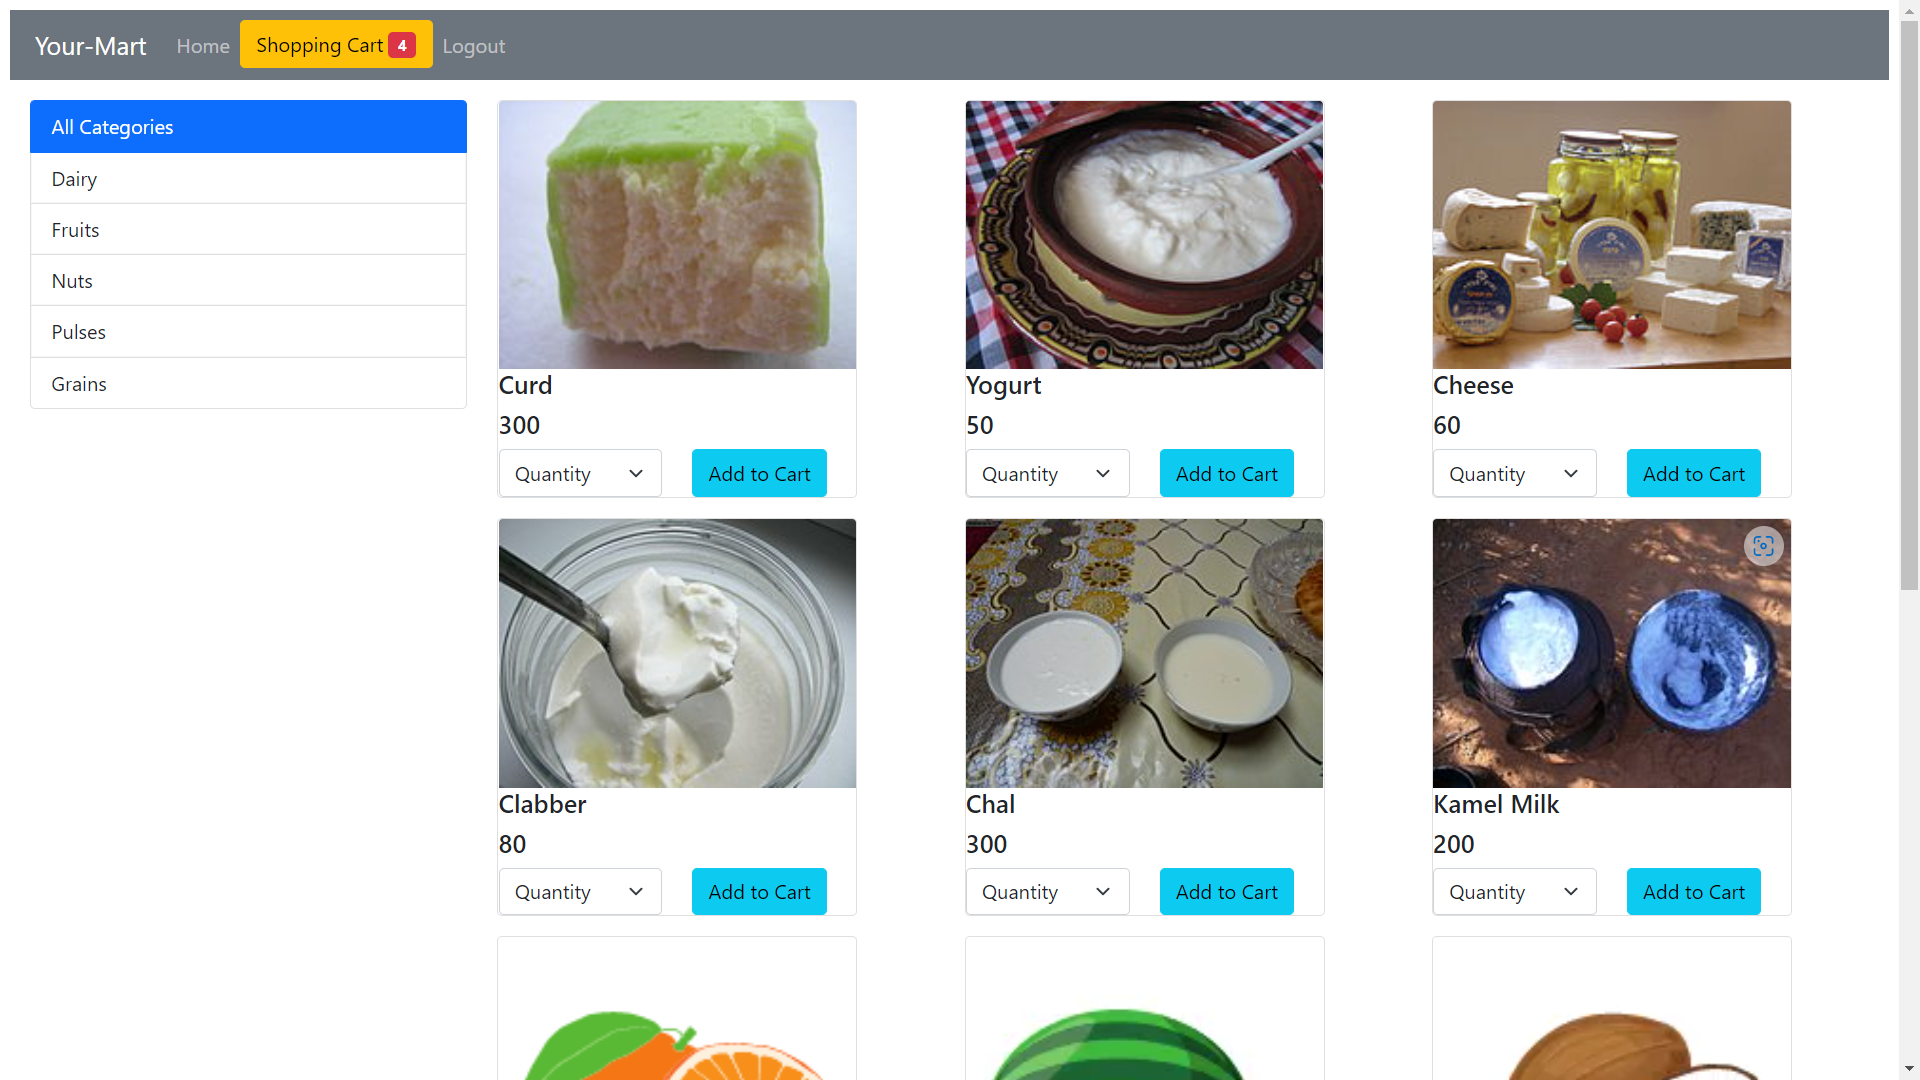 Your-Mart Home Shopping Cart 4 Logout
All Categories
Dairy
Fruits
Nuts
Pulses
Grains
Curd
300
Quantity Add to Cart
Yogurt
50
Quantity Add to Cart
Cheese
60
Quantity Add to Cart
Clabber
80
Quantity Add to Cart
Chal
300
Quantity Add to Cart
Kamel Milk
200
Quantity Add to Cart